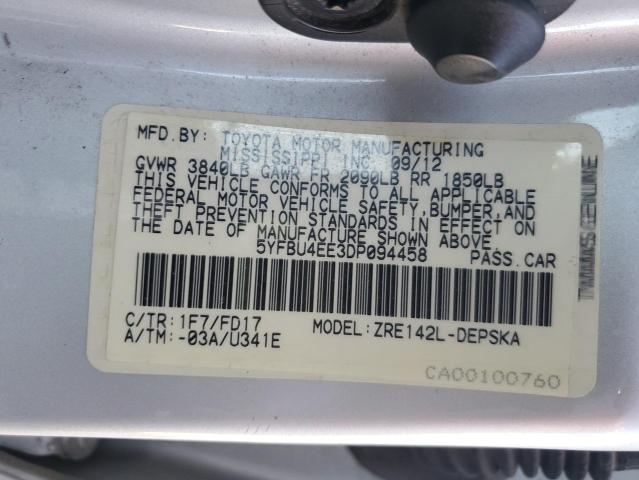 MFD.BY: TOYOTA MOTOR MANUFACTURING
MISSISSIPPI INC. 09/12
GVWR 3840LB GAWR FR 2090LB RR 1850LB
THIS VEHICLE CONFORMS TO ALL APPLICABLE
FEDERAL MOTOR VEHICLE SAFETY,BUMPER,AND
THEFT PREVENTION STANDARDS IN EFFECT ON
THE DATE OF MANUFACTURE SHOWN ABOVE.
5YFBU4EE3DP094458 PASS.CAR
C/TR:1F7/FD17 MODEL:ZRE142L-DEPSKA
A/TM:-03A/U341E
CA00100760